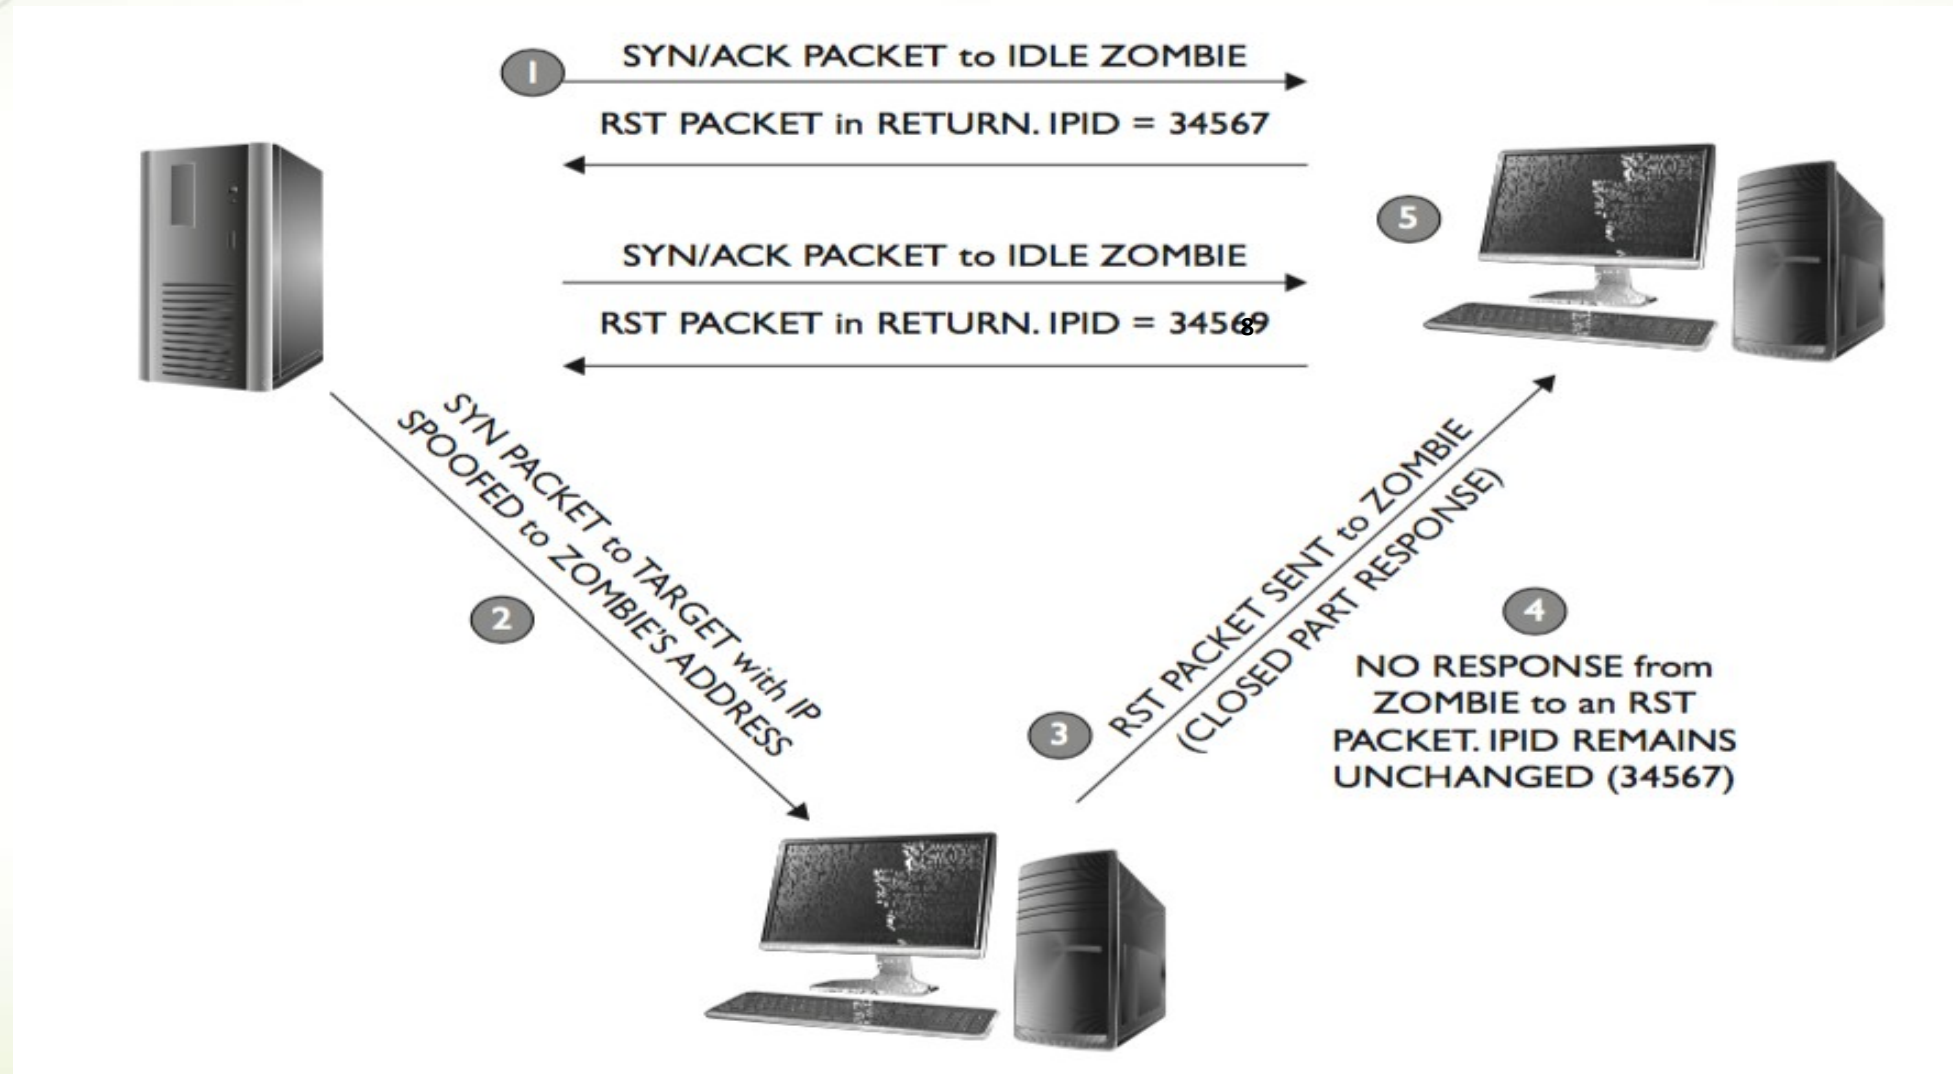 1
SYN/ACK PACKET to IDLE ZOMBIE
RST PACKET in RETURN. IPID = 34567
5
SYN/ACK PACKET to IDLE ZOMBIE
RST PACKET in RETURN. IPID = 34568
SYN PACKET to TARGET with IP
SPOOFED to ZOMBIE'S ADDRESS
2
3
RST PACKET SENT to ZOMBIE
(CLOSED PART RESPONSE)
4
NO RESPONSE from
ZOMBIE to an RST
PACKET. IPID REMAINS
UNCHANGED (34567)